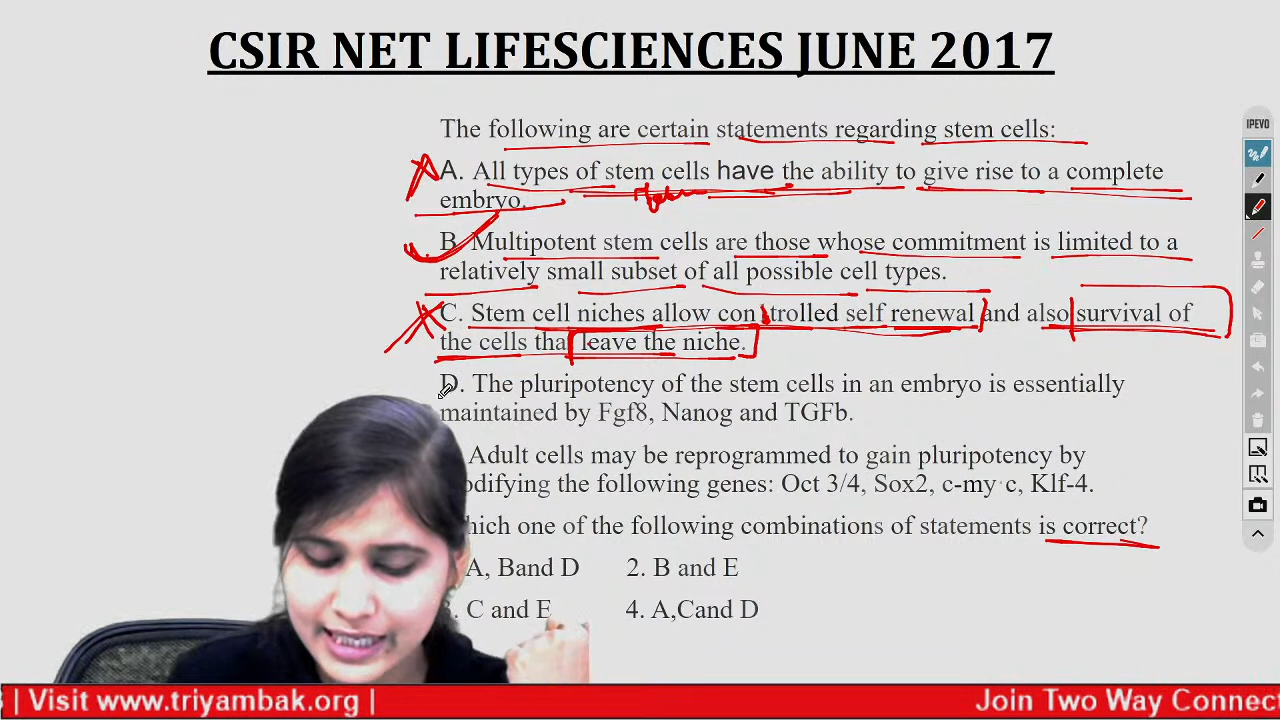 CSIR NET LIFESCIENCES JUNE 2017
IPEVO
The following are certain statements regarding stem cells:
A. All types of stem cells have the ability to give rise to a complete
embryo.
B. Multipotent stem cells are those whose commitment is limited to a
relatively small subset of all possible cell types.
C. Stem cell niches allow controlled self renewal and also survival of
the cells that leave the niche.
D. The pluripotency of the stem cells in an embryo is essentially
maintained by Fgf8, Nanog and TGFb.
Adult cells may be reprogrammed to gain pluripotency by
odifying the following genes: Oct 3/4, Sox2, c-my c, Klf-4.
hich one of the following combinations of statements is correct?
A, Band D 2. B and E
. C and E 4. A,Cand D
| Visit www.triyambak.org | Join Two Way Connec